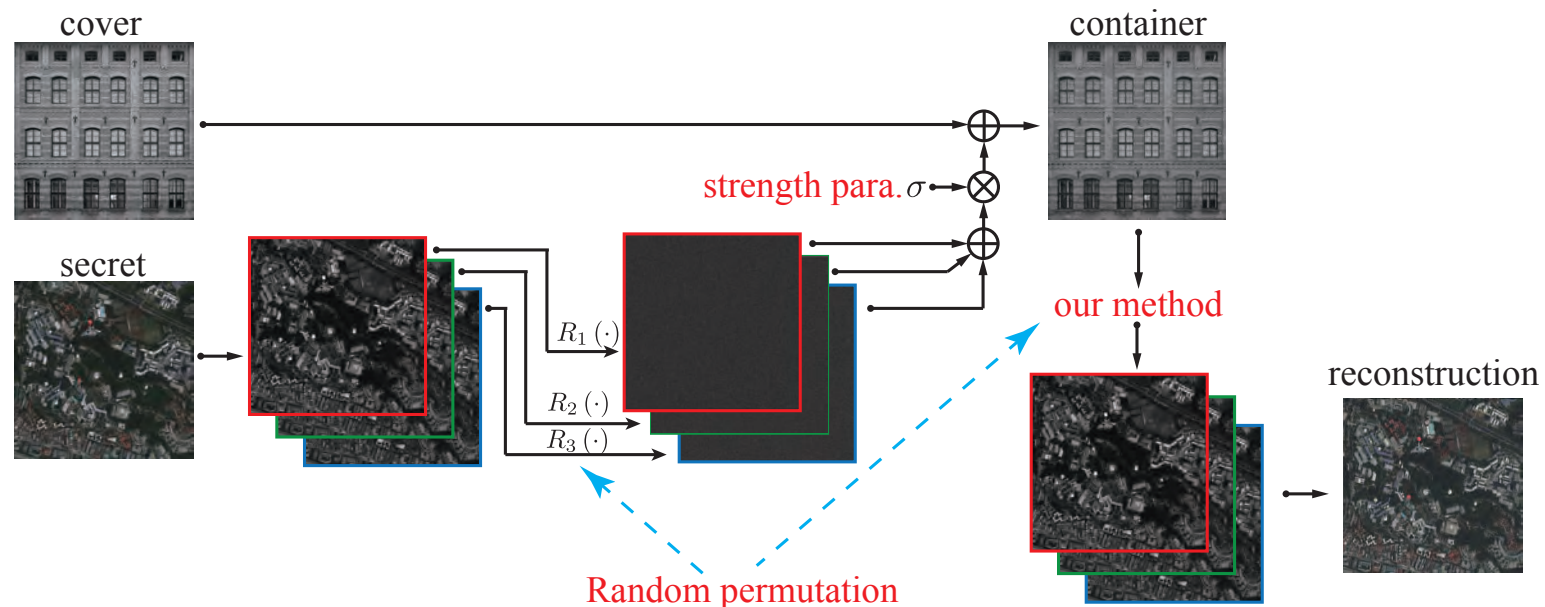 cover
container
strength para. σ
secret
our method
R₁ (·)
reconstruction
R₂ (·)
R₃ (·)
Random permutation